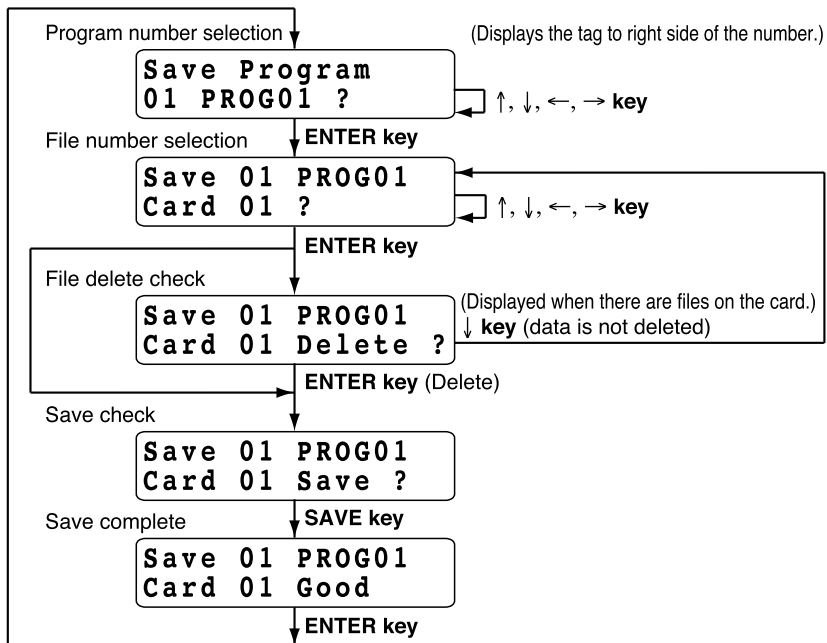 Program number selection
(Displays the tag to right side of the number.)
Save Program
01 PROG01 ?
↑, ↓, ←, → key
ENTER key
File number selection
Save 01 PROG01
Card 01 ?
↑, ↓, ←, → key
ENTER key
File delete check
(Displayed when there are files on the card.)
Save 01 PROG01
Card 01 Delete ?
↓ key (data is not deleted)
ENTER key (Delete)
Save check
Save 01 PROG01
Card 01 Save ?
SAVE key
Save complete
Save 01 PROG01
Card 01 Good
ENTER key